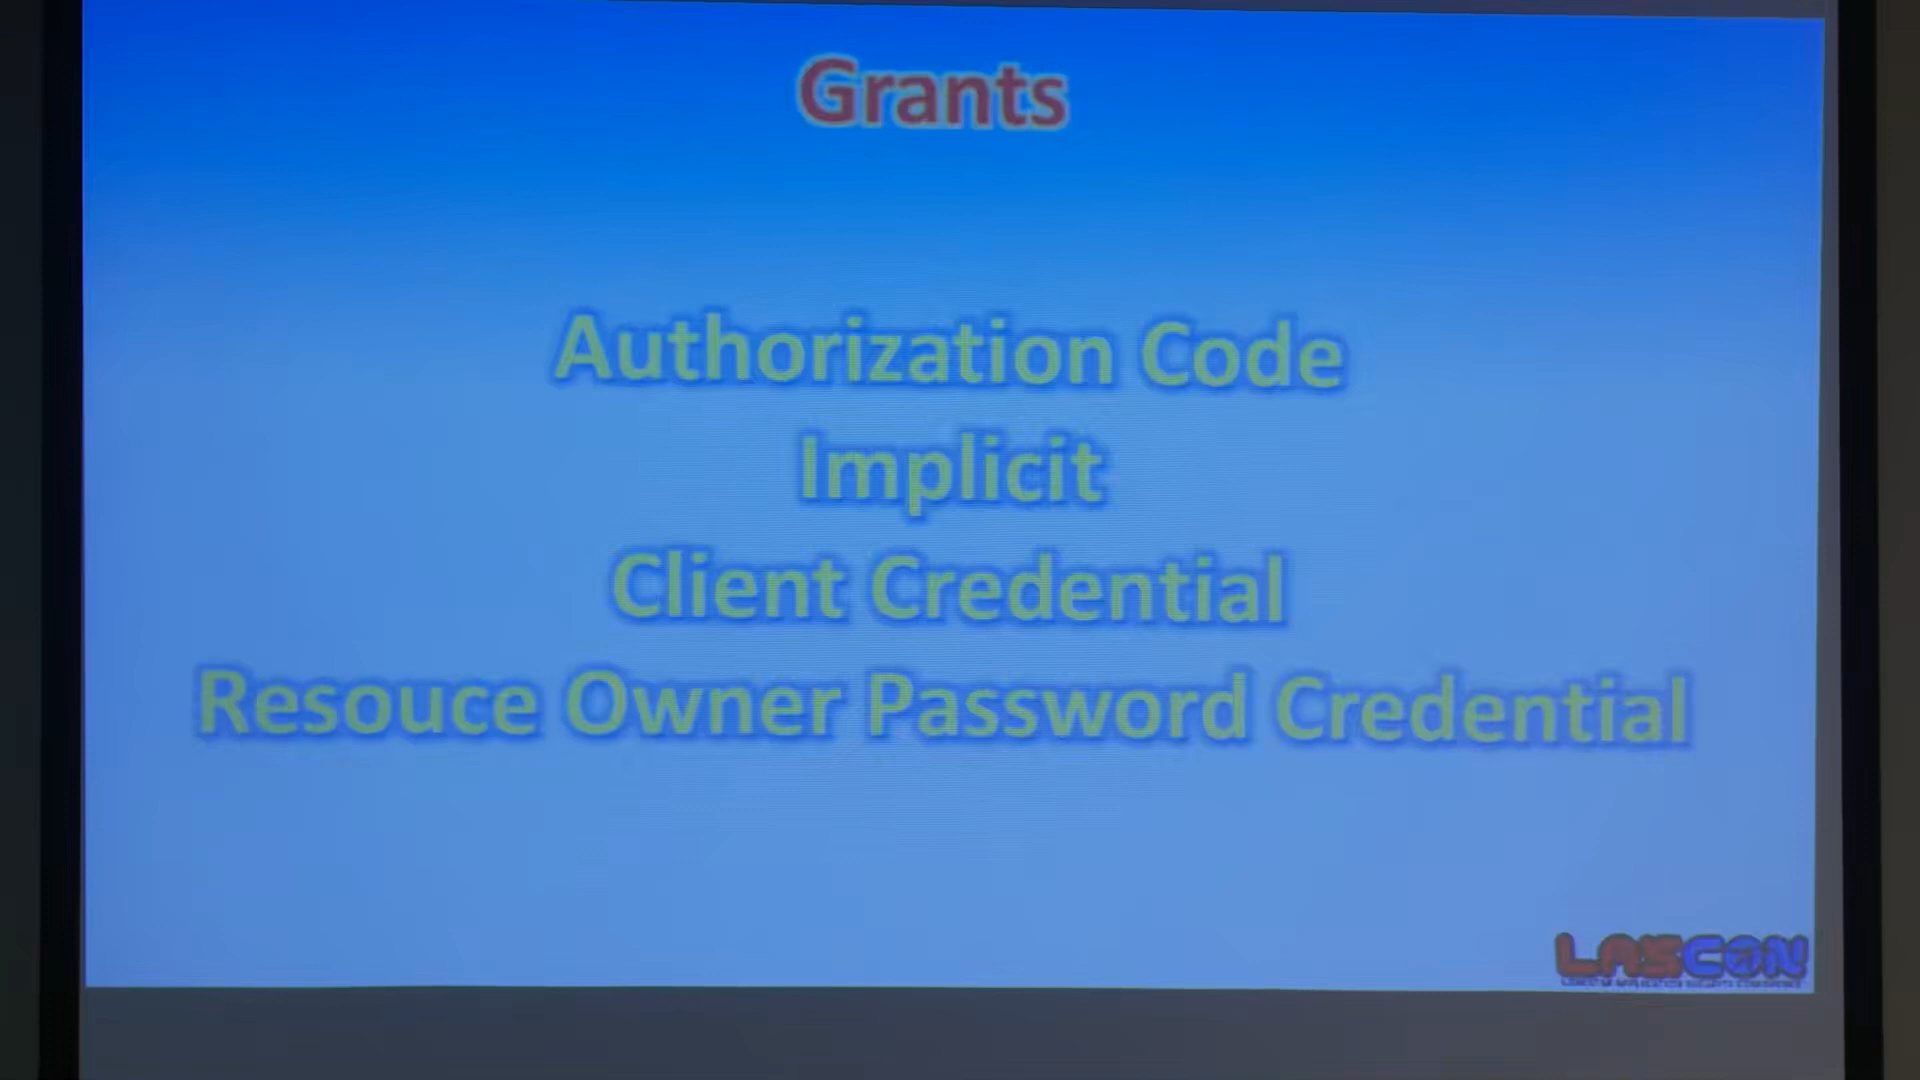 Grants
Authorization Code
Implicit
Client Credential
Resouce Owner Password Credential
LASCON